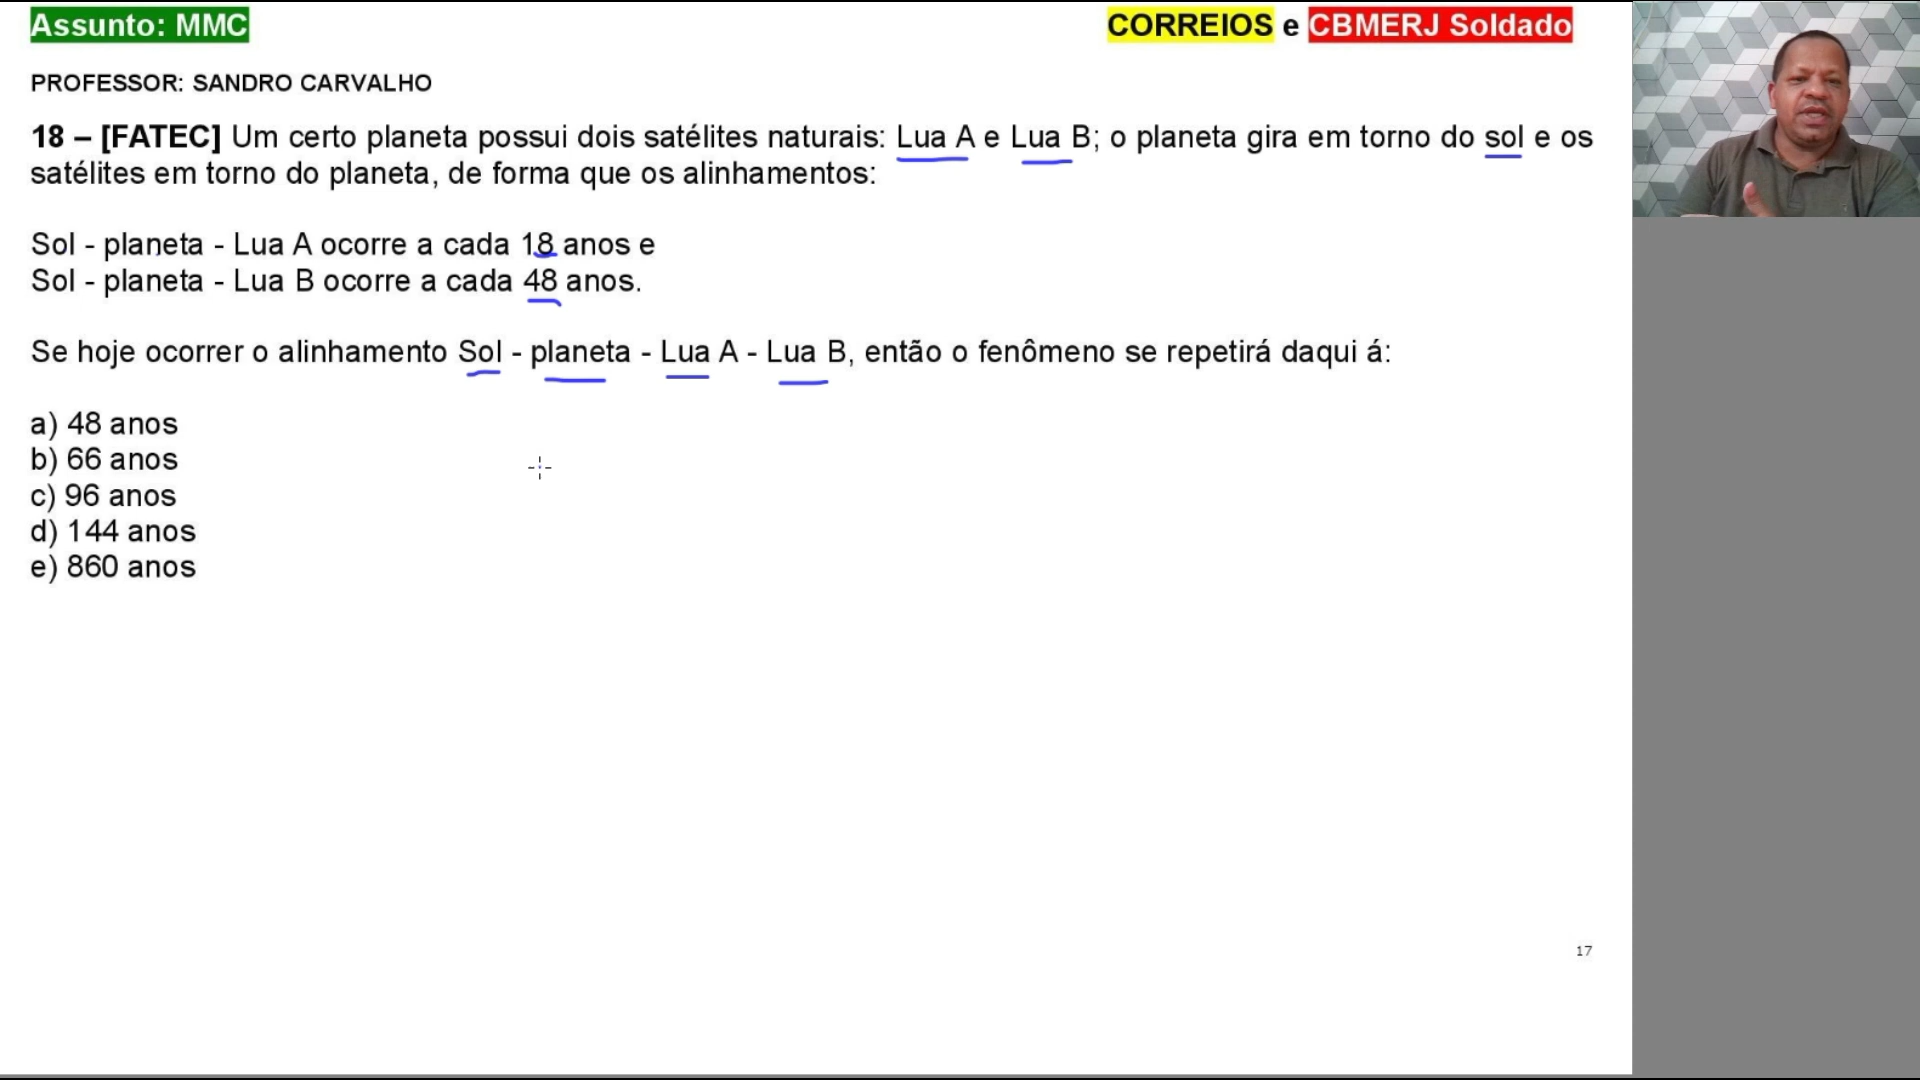 Assunto: MMC
CORREIOS e CBMERJ Soldado
PROFESSOR: SANDRO CARVALHO
18 – [FATEC] Um certo planeta possui dois satélites naturais: Lua A e Lua B; o planeta gira em torno do sol e os
satélites em torno do planeta, de forma que os alinhamentos:
Sol - planeta - Lua A ocorre a cada 18 anos e
Sol - planeta - Lua B ocorre a cada 48 anos.
Se hoje ocorrer o alinhamento Sol - planeta - Lua A - Lua B, então o fenômeno se repetirá daqui á:
a) 48 anos
b) 66 anos
c) 96 anos
d) 144 anos
e) 860 anos
17